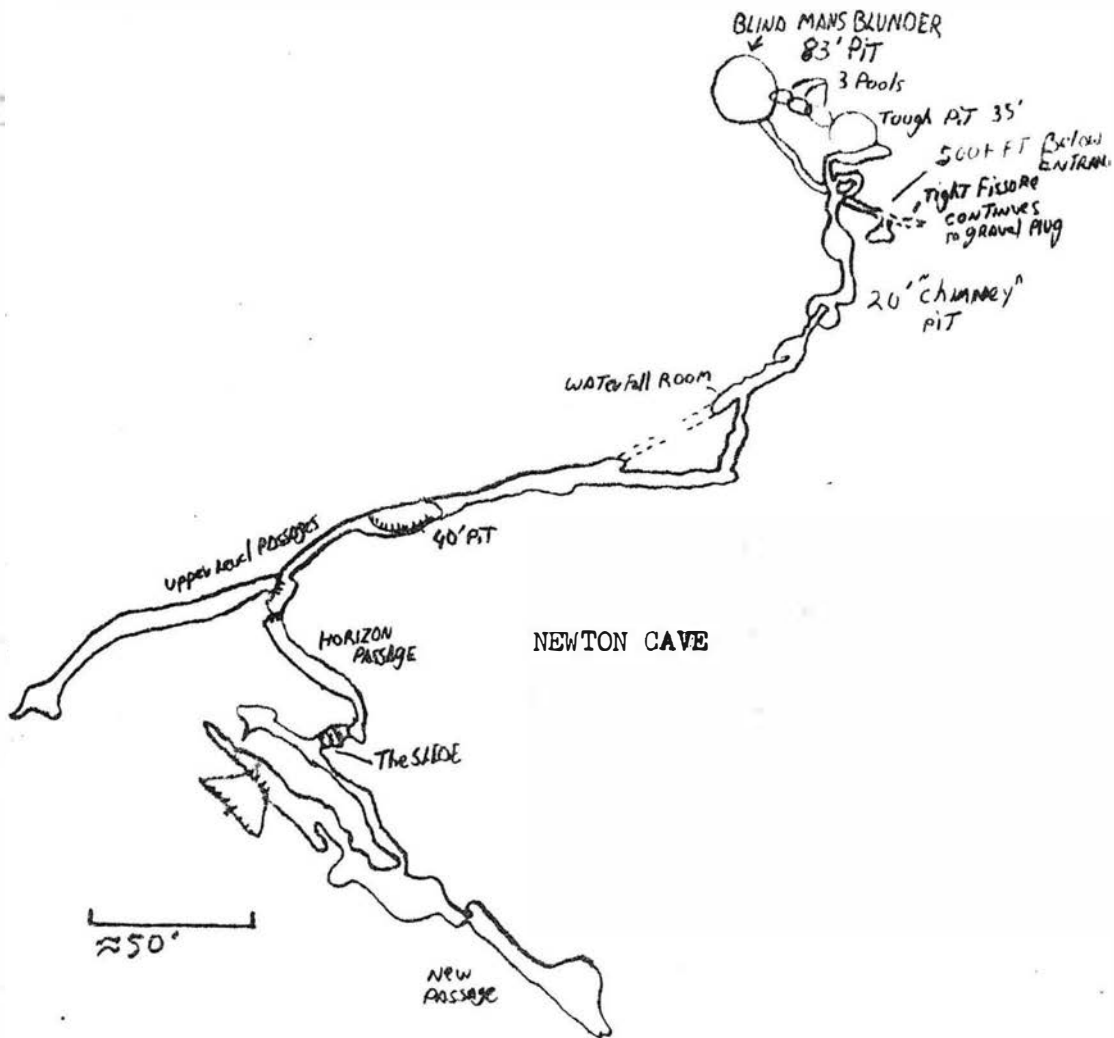 BLIND MANS BLUNDER
83' PiT
3 Pools
Tough PiT 35'
500+ FT Below
ENTRAN
Tight Fissore
CONTINUES
to gravel Plug
20' "Chimney"
PIT
WATerFall ROOM
40' PiT
upper level PASSAges
HORIZON
PASSAGE
NEWTON CAVE
The SLIDE
≈50'
New
PASSAge